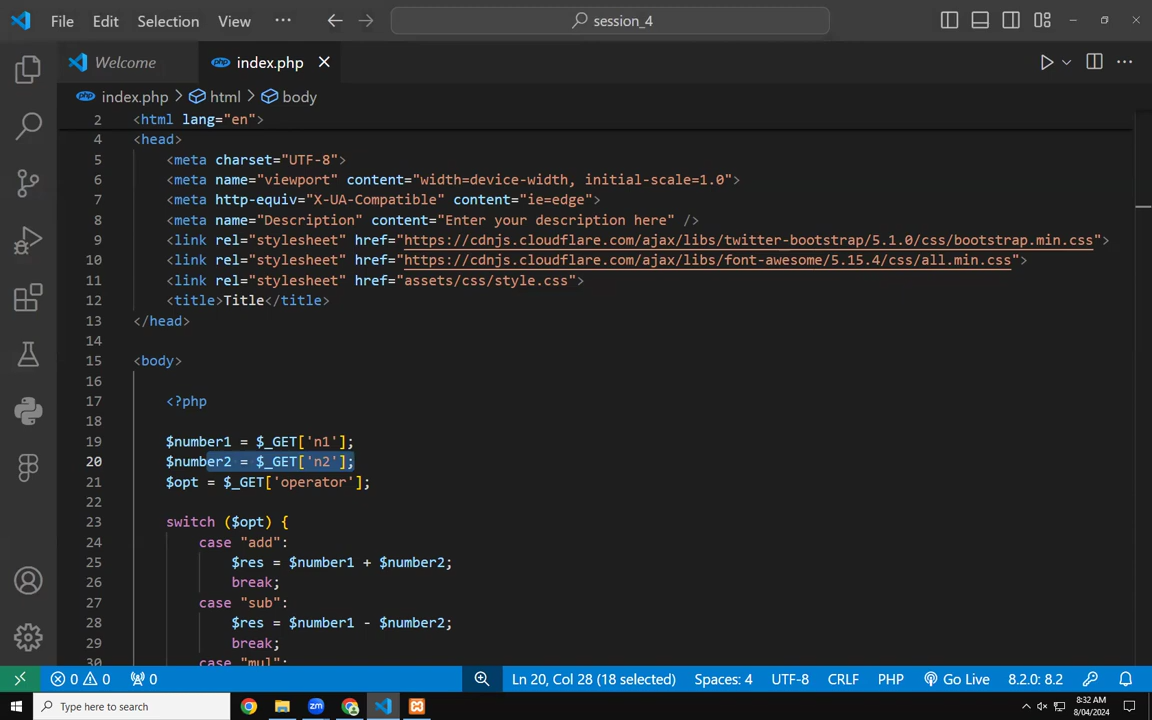 File Edit Selection View ··· session_4
Welcome index.php
index.php > html > body
2 <html lang="en">
4 <head>
5 <meta charset="UTF-8">
6 <meta name="viewport" content="width=device-width, initial-scale=1.0">
7 <meta http-equiv="X-UA-Compatible" content="ie=edge">
8 <meta name="Description" content="Enter your description here" />
9 <link rel="stylesheet" href="https://cdnjs.cloudflare.com/ajax/libs/twitter-bootstrap/5.1.0/css/bootstrap.min.css">
10 <link rel="stylesheet" href="https://cdnjs.cloudflare.com/ajax/libs/font-awesome/5.15.4/css/all.min.css">
11 <link rel="stylesheet" href="assets/css/style.css">
12 <title>Title</title>
13 </head>
14
15 <body>
16
17 <?php
18
19 $number1 = $_GET['n1'];
20 $number2 = $_GET['n2'];
21 $opt = $_GET['operator'];
22
23 switch ($opt) {
24 case "add":
25 $res = $number1 + $number2;
26 break;
27 case "sub":
28 $res = $number1 - $number2;
29 break;
30 case "mul":
0 0 0 Ln 20, Col 28 (18 selected) Spaces: 4 UTF-8 CRLF PHP Go Live 8.2.0: 8.2
Type here to search
8:32 AM
8/04/2024